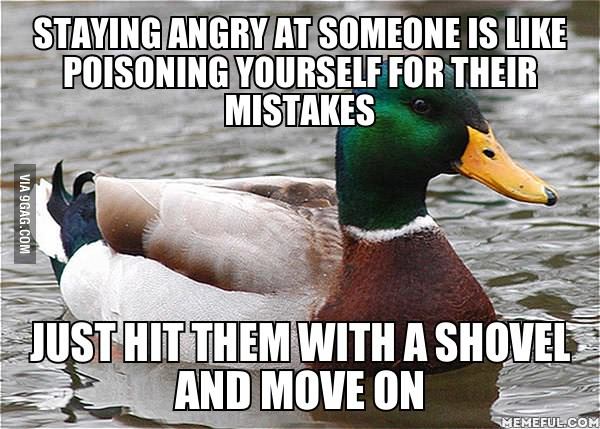 STAYING ANGRY AT SOMEONE IS LIKE
POISONING YOURSELF FOR THEIR
MISTAKES
VIA 9GAG.COM
JUST HIT THEM WITH A SHOVEL
AND MOVE ON
MEMEFUL.COM